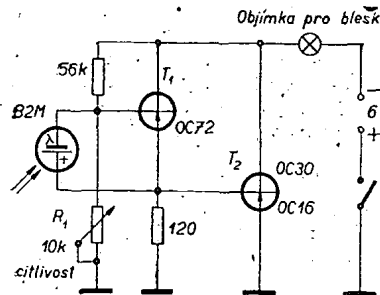 Objímka pro blesk
56k
T₁
B2M
λ
OC72
−
6
+
T₂
OC30
OC16
+
R₁
10k
citlivost
120